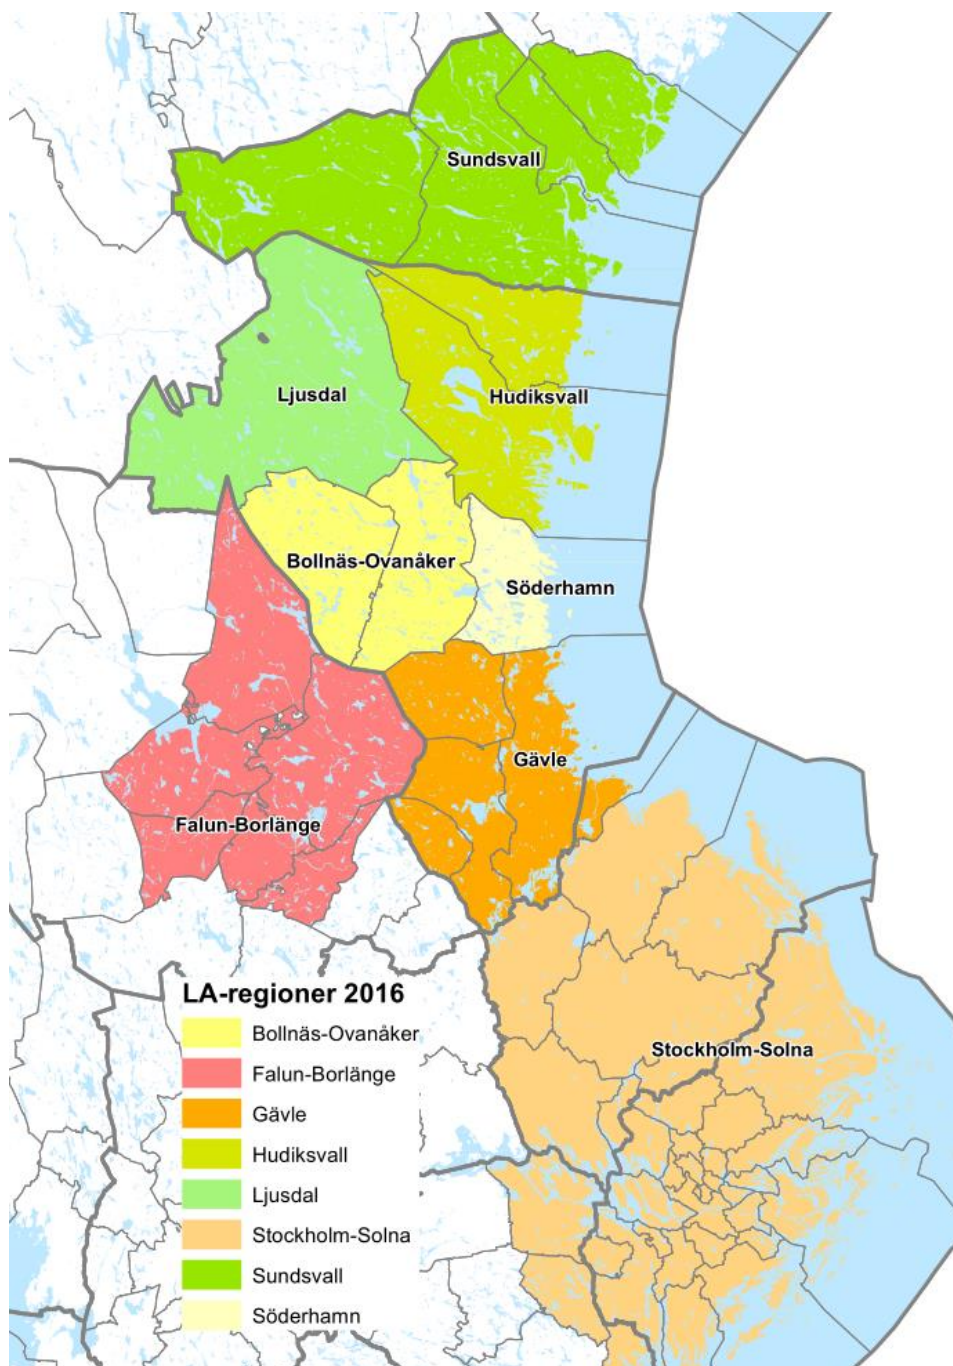 Sundsvall
Ljusdal
Hudiksvall
Bollnäs-Ovanåker
Söderhamn
Gävle
Falun-Borlänge
Stockholm-Solna
LA-regioner 2016
Bollnäs-Ovanåker
Falun-Borlänge
Gävle
Hudiksvall
Ljusdal
Stockholm-Solna
Sundsvall
Söderhamn